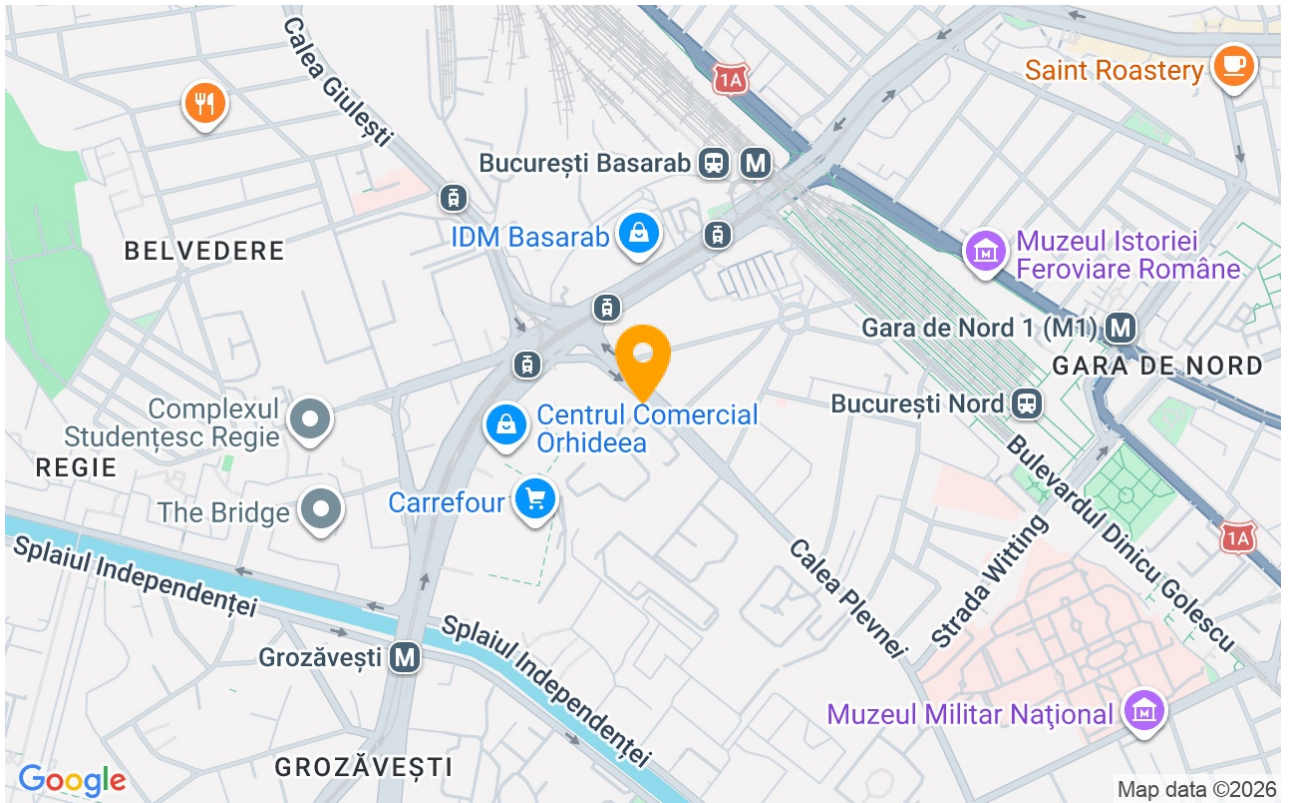 Calea Giulești
1A
Saint Roastery
București Basarab
M
IDM Basarab
BELVEDERE
M
Muzeul Istoriei
Feroviare Române
Gara de Nord 1 (M1)
M
GARA DE NORD
București Nord
Complexul
Studențesc Regie
Centrul Comercial
Orhideea
REGIE
The Bridge
Carrefour
Bulevardul Dinicu Golescu
1A
Splaiul Independenței
Calea Plevnei
Strada Witting
Splaiul Independenței
Grozăvești
M
Muzeul Militar Naţional
M
GROZĂVEȘTI
Google
Map data ©2026